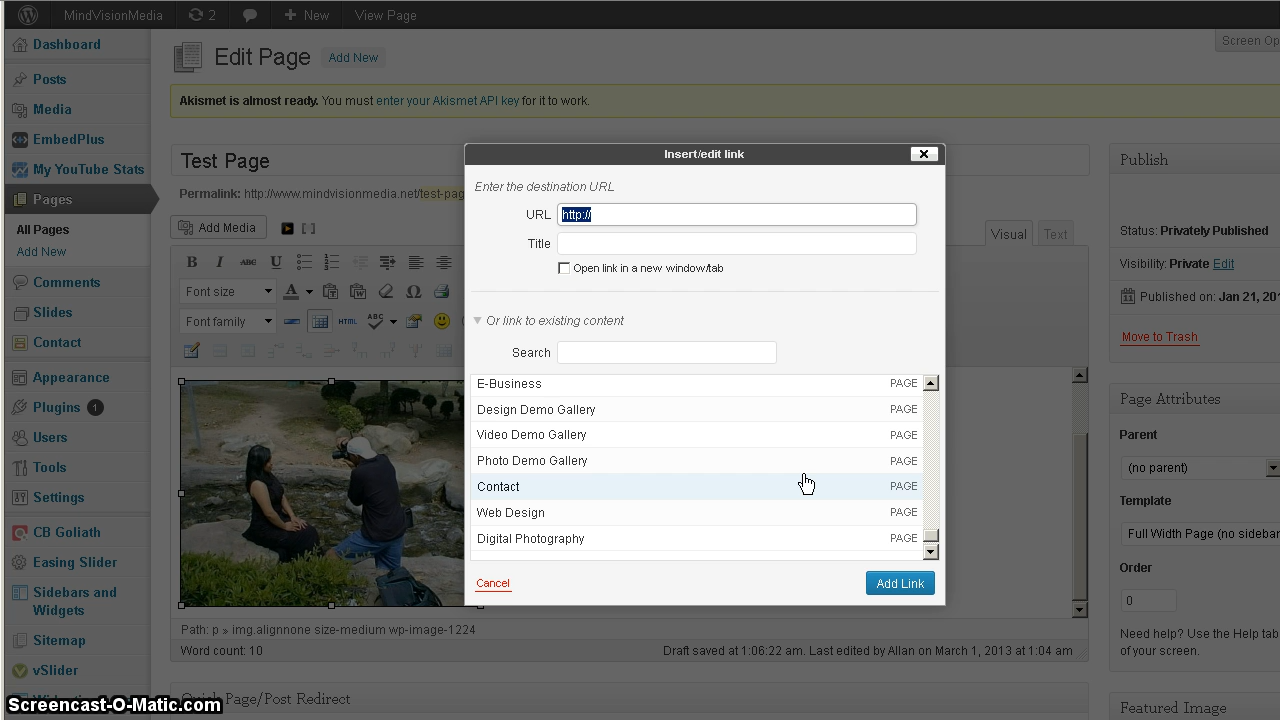 MindVisionMedia 2 New View Page
Dashboard
Posts
Media
EmbedPlus
My YouTube Stats
Pages
All Pages
Add New
Comments
Slides
Contact
Appearance
Plugins 1
Users
Tools
Settings
CB Goliath
Easing Slider
Sidebars and
Widgets
Sitemap
vSlider
Edit Page Add New
Screen Op
Akismet is almost ready. You must enter your Akismet API key for it to work.
Test Page
Permalink: http://www.mindvisionmedia.net/test-pag
Add Media
Visual Text
B I ABC U
Font size A Ω
Font family HTML ABC
Insert/edit link
Enter the destination URL
URL http://
Title
Open link in a new window/tab
Or link to existing content
Search
E-Business PAGE
Design Demo Gallery PAGE
Video Demo Gallery PAGE
Photo Demo Gallery PAGE
Contact PAGE
Web Design PAGE
Digital Photography PAGE
Cancel Add Link
Path: p » img.alignnone size-medium wp-image-1224
Word count: 10 Draft saved at 1:06:22 am. Last edited by Allan on March 1, 2013 at 1:04 am
Quick Page/Post Redirect
Publish
Status: Privately Published
Visibility: Private Edit
Published on: Jan 21, 201
Move to Trash
Page Attributes
Parent
(no parent)
Template
Full Width Page (no sidebar
Order
0
Need help? Use the Help tab
of your screen.
Featured Image
Screencast-O-Matic.com